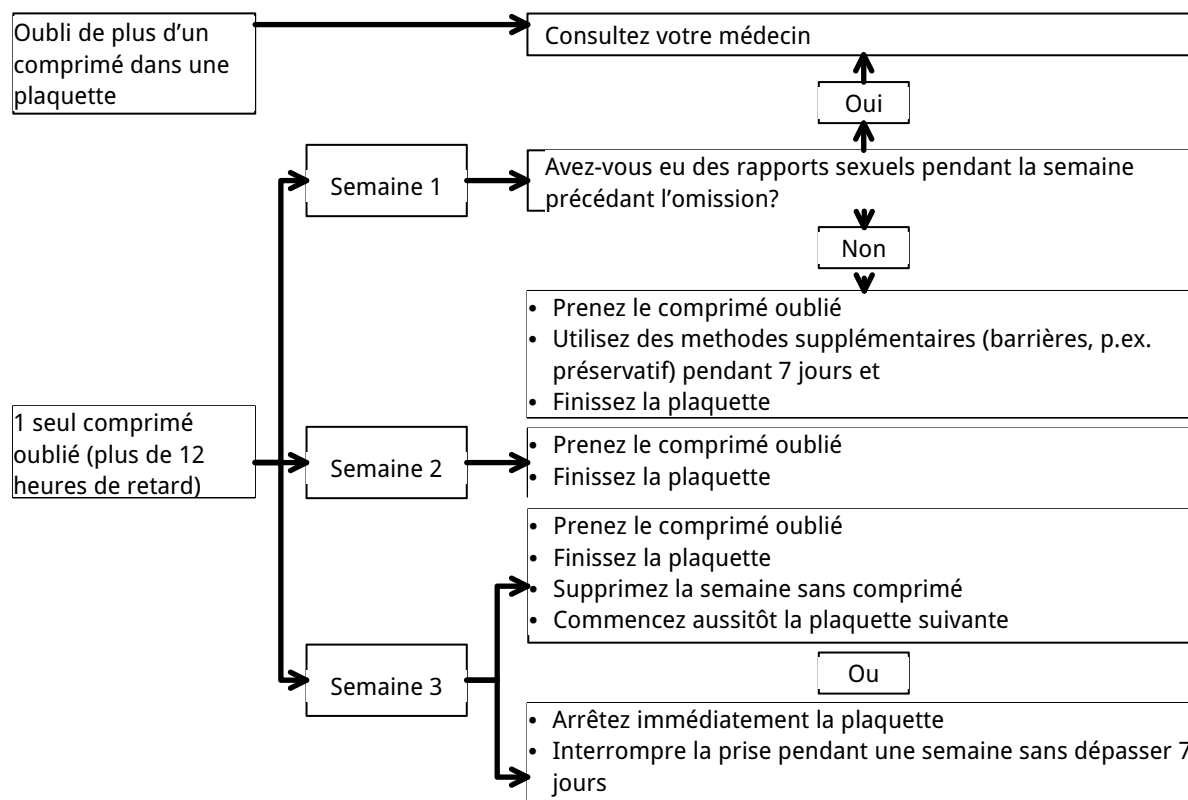 Oubli de plus d’un
comprimé dans une
plaquette
Consultez votre médecin
Oui
Semaine 1
Avez-vous eu des rapports sexuels pendant la semaine
précédant l’omission?
Non
• Prenez le comprimé oublié
• Utilisez des methodes supplémentaires (barrières, p.ex.
préservatif) pendant 7 jours et
• Finissez la plaquette
1 seul comprimé
oublié (plus de 12
heures de retard)
Semaine 2
• Prenez le comprimé oublié
• Finissez la plaquette
Semaine 3
• Prenez le comprimé oublié
• Finissez la plaquette
• Supprimez la semaine sans comprimé
• Commencez aussitôt la plaquette suivante
Ou
• Arrêtez immédiatement la plaquette
• Interrompre la prise pendant une semaine sans dépasser 7
jours